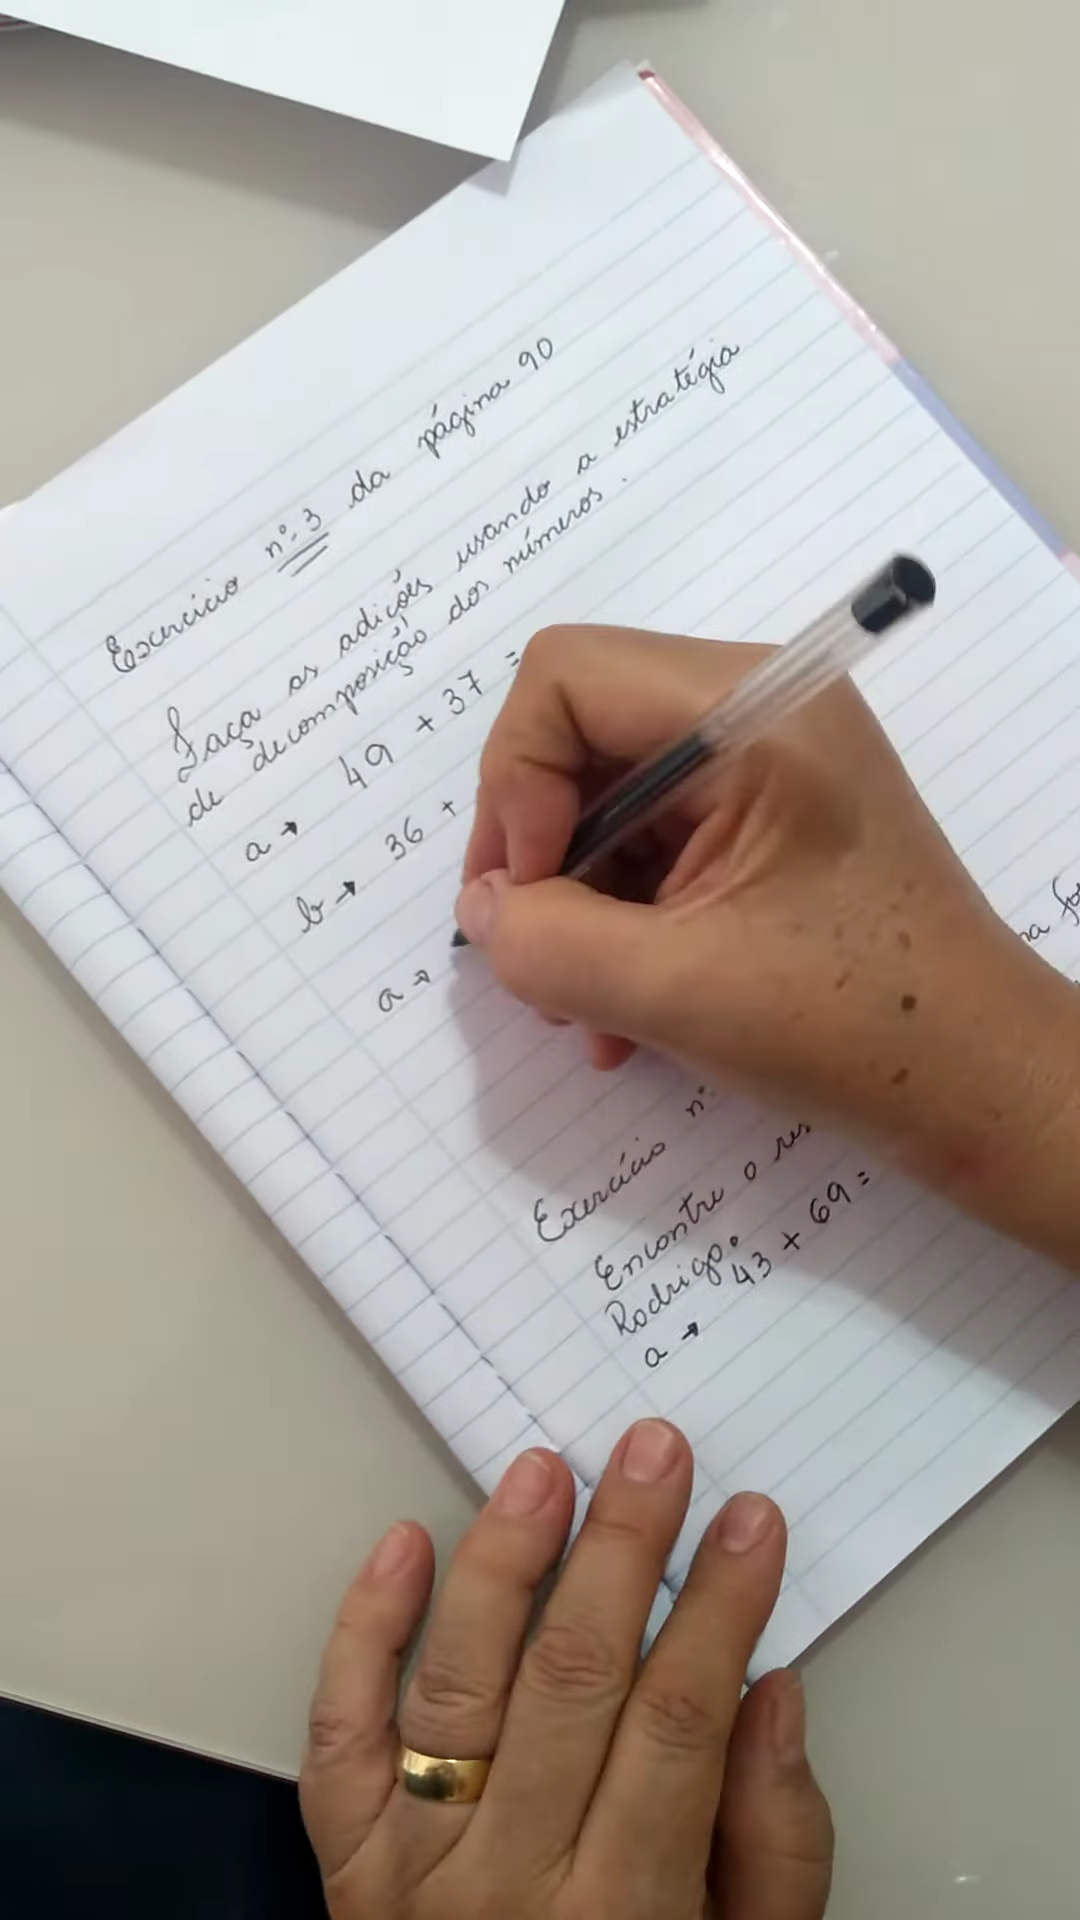 Exercício nº 3 da página 90
Faça as adições usando a estratégia
de decomposição dos números.
a → 49 + 37 =
b → 36 +
a →
Exercício nº
Encontre o
Rodrigo.
a → 43 + 69 =